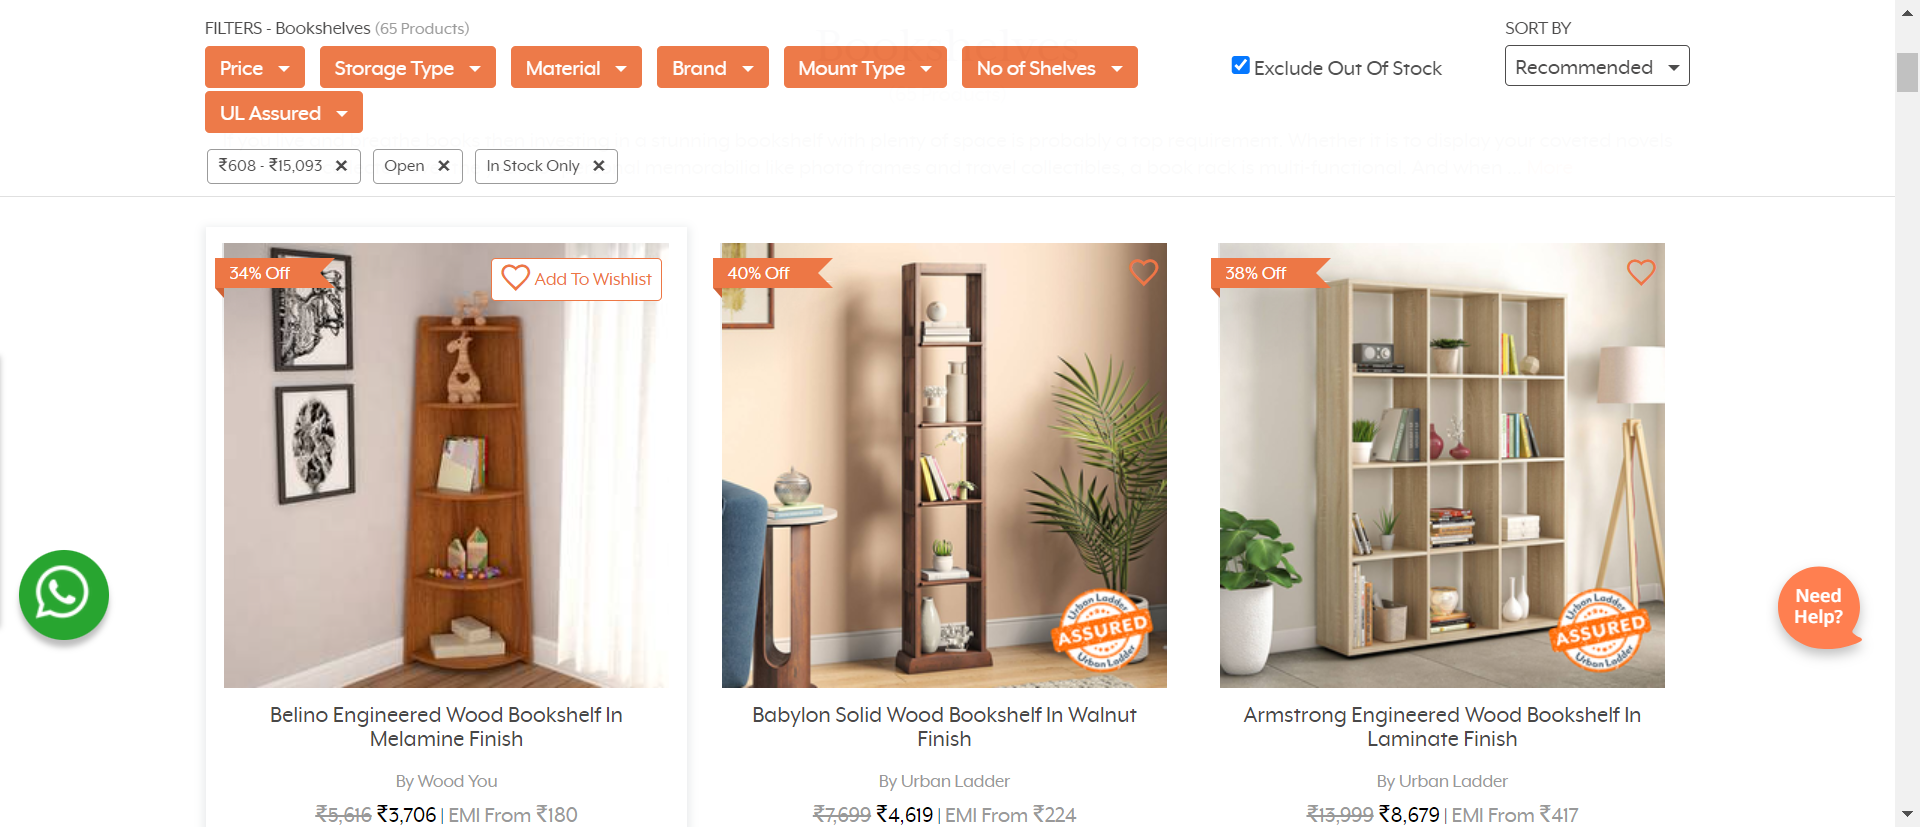 FILTERS - Bookshelves (65 Products)
SORT BY
Price
Storage Type
Material
Brand
Mount Type
No of Shelves
Exclude Out Of Stock
Recommended
UL Assured
₹608 - ₹15,093 ✕
Open ✕
In Stock Only ✕
34% Off
Add To Wishlist
40% Off
38% Off
Urban Ladder
ASSURED
Urban Ladder
Urban Ladder
ASSURED
Urban Ladder
Need
Help?
Belino Engineered Wood Bookshelf In
Melamine Finish
By Wood You
₹5,616 ₹3,706 | EMI From ₹180
Babylon Solid Wood Bookshelf In Walnut
Finish
By Urban Ladder
₹7,699 ₹4,619 | EMI From ₹224
Armstrong Engineered Wood Bookshelf In
Laminate Finish
By Urban Ladder
₹13,999 ₹8,679 | EMI From ₹417